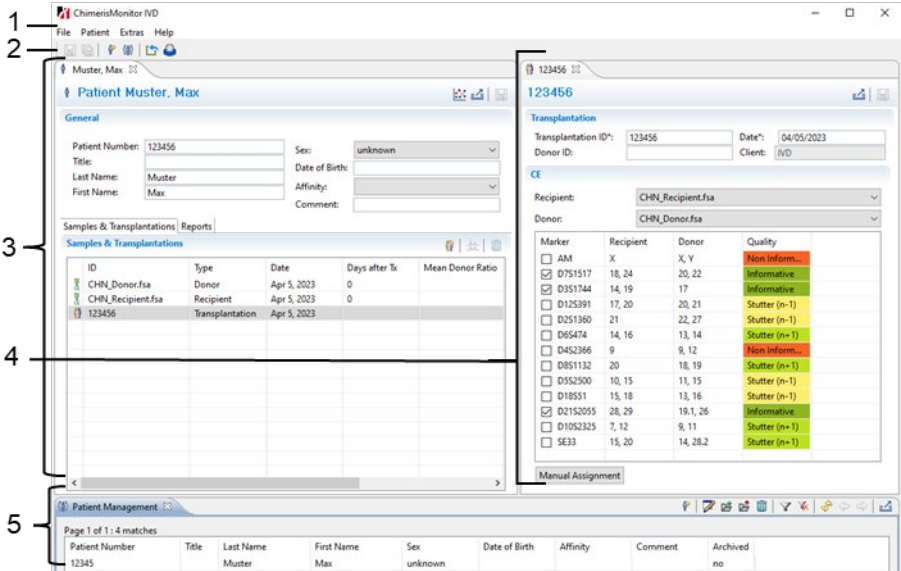 ChimerisMonitor IVD
1
File Patient Extras Help
2
3
Muster, Max
Patient Muster, Max
General
Patient Number: 123456
Title:
Last Name: Muster
First Name: Max
Sex: unknown
Date of Birth:
Affinity:
Comment:
Samples & Transplantations Reports
Samples & Transplantations
ID Type Date Days after Tx Mean Donor Ratio
CHN_Donor.fsa Donor Apr 5, 2023 0
CHN_Recipient.fsa Recipient Apr 5, 2023 0
123456 Transplantation Apr 5, 2023
4
123456
123456
Transplantation
Transplantation ID*: 123456 Date*: 04/05/2023
Donor ID: Client: IVD
CE
Recipient: CHN_Recipient.fsa
Donor: CHN_Donor.fsa
Marker Recipient Donor Quality
AM X X, Y Non Inform...
D7S1517 18, 24 20, 22 Informative
D3S1744 14, 19 17 Informative
D12S391 17, 20 20, 21 Stutter (n-1)
D2S1360 21 22, 27 Stutter (n-1)
D6S474 14, 16 13, 14 Stutter (n+1)
D4S2366 9 9, 12 Non Inform...
D8S1132 20 18, 19 Stutter (n+1)
D5S2500 10, 15 11, 15 Stutter (n-1)
D18S51 15, 18 13, 16 Stutter (n-1)
D21S2055 28, 29 19.1, 26 Informative
D10S2325 7, 12 9, 11 Stutter (n+1)
SE33 15, 20 14, 28.2 Stutter (n+1)
Manual Assignment
5
Patient Management
Page 1 of 1 : 4 matches
Patient Number Title Last Name First Name Sex Date of Birth Affinity Comment Archived
12345 Muster Max unknown no